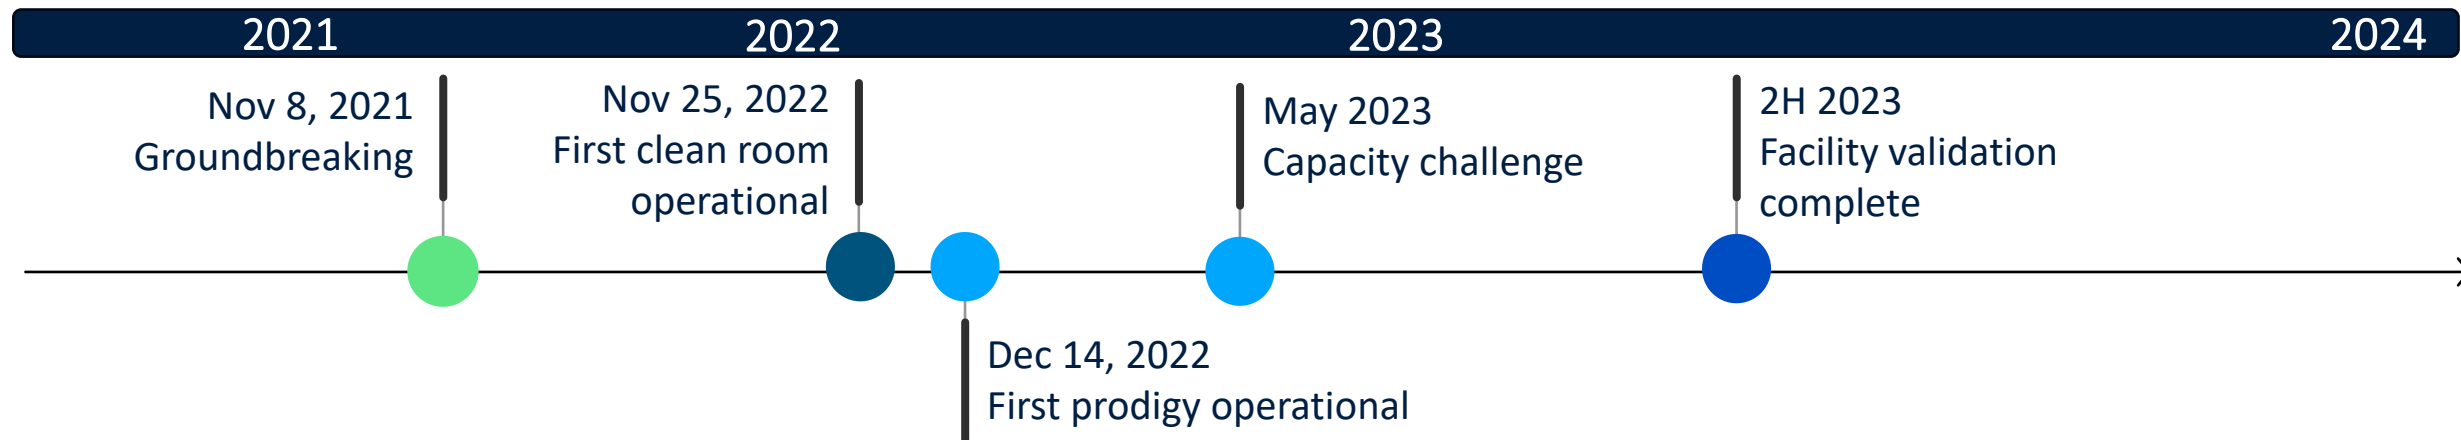 2021
2022
2023
2024
Nov 8, 2021
Groundbreaking
Nov 25, 2022
First clean room
operational
May 2023
Capacity challenge
2H 2023
Facility validation
complete
Dec 14, 2022
First prodigy operational